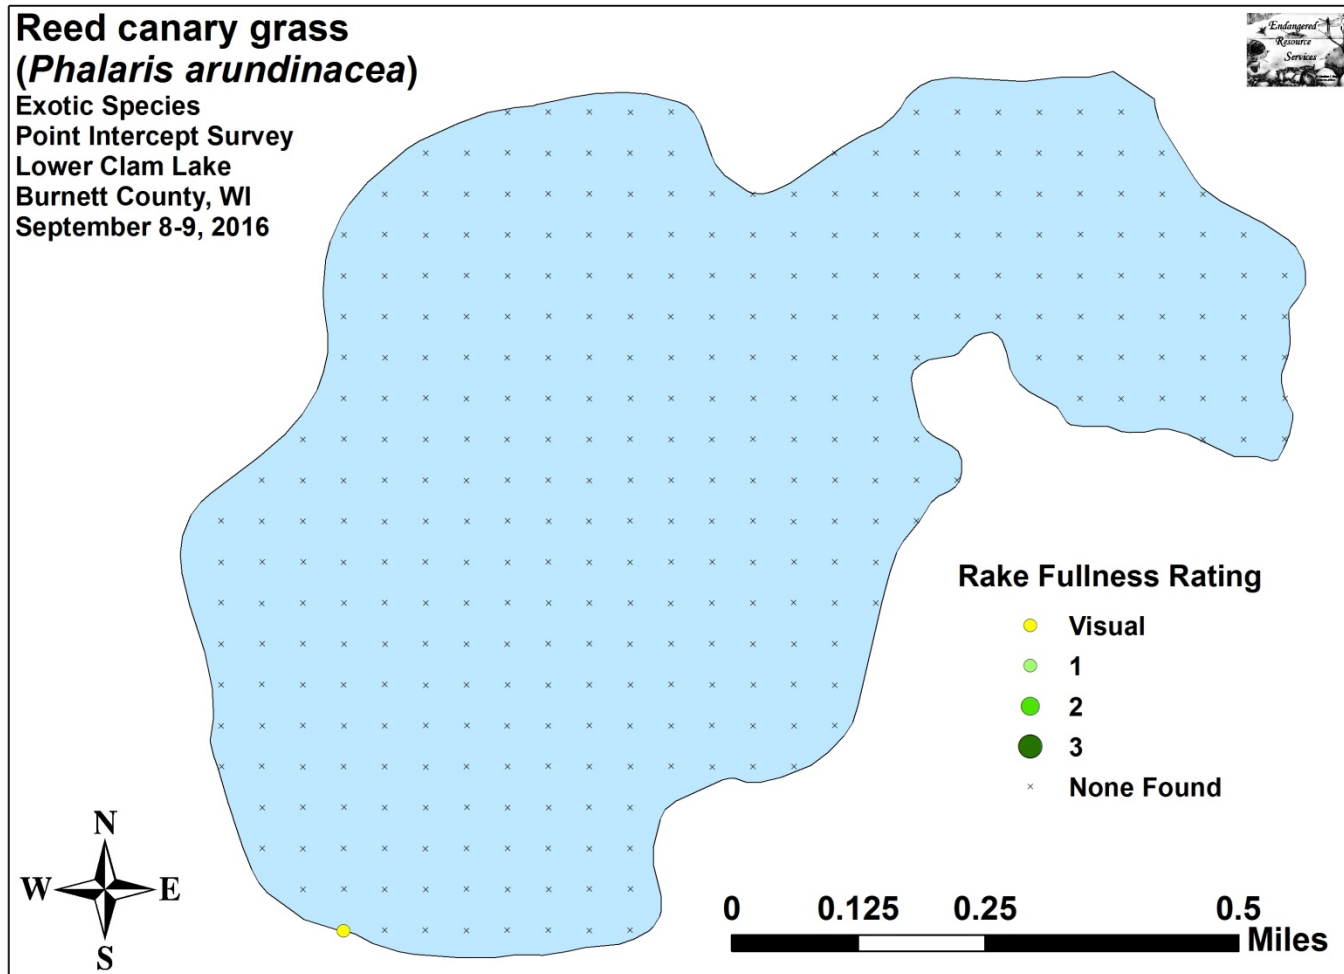 Reed canary grass
(Phalaris arundinacea)
Exotic Species
Point Intercept Survey
Lower Clam Lake
Burnett County, WI
September 8-9, 2016
Endangered
Resource
Services
Rake Fullness Rating
Visual
1
2
3
None Found
N
W E
S
0 0.125 0.25 0.5
Miles